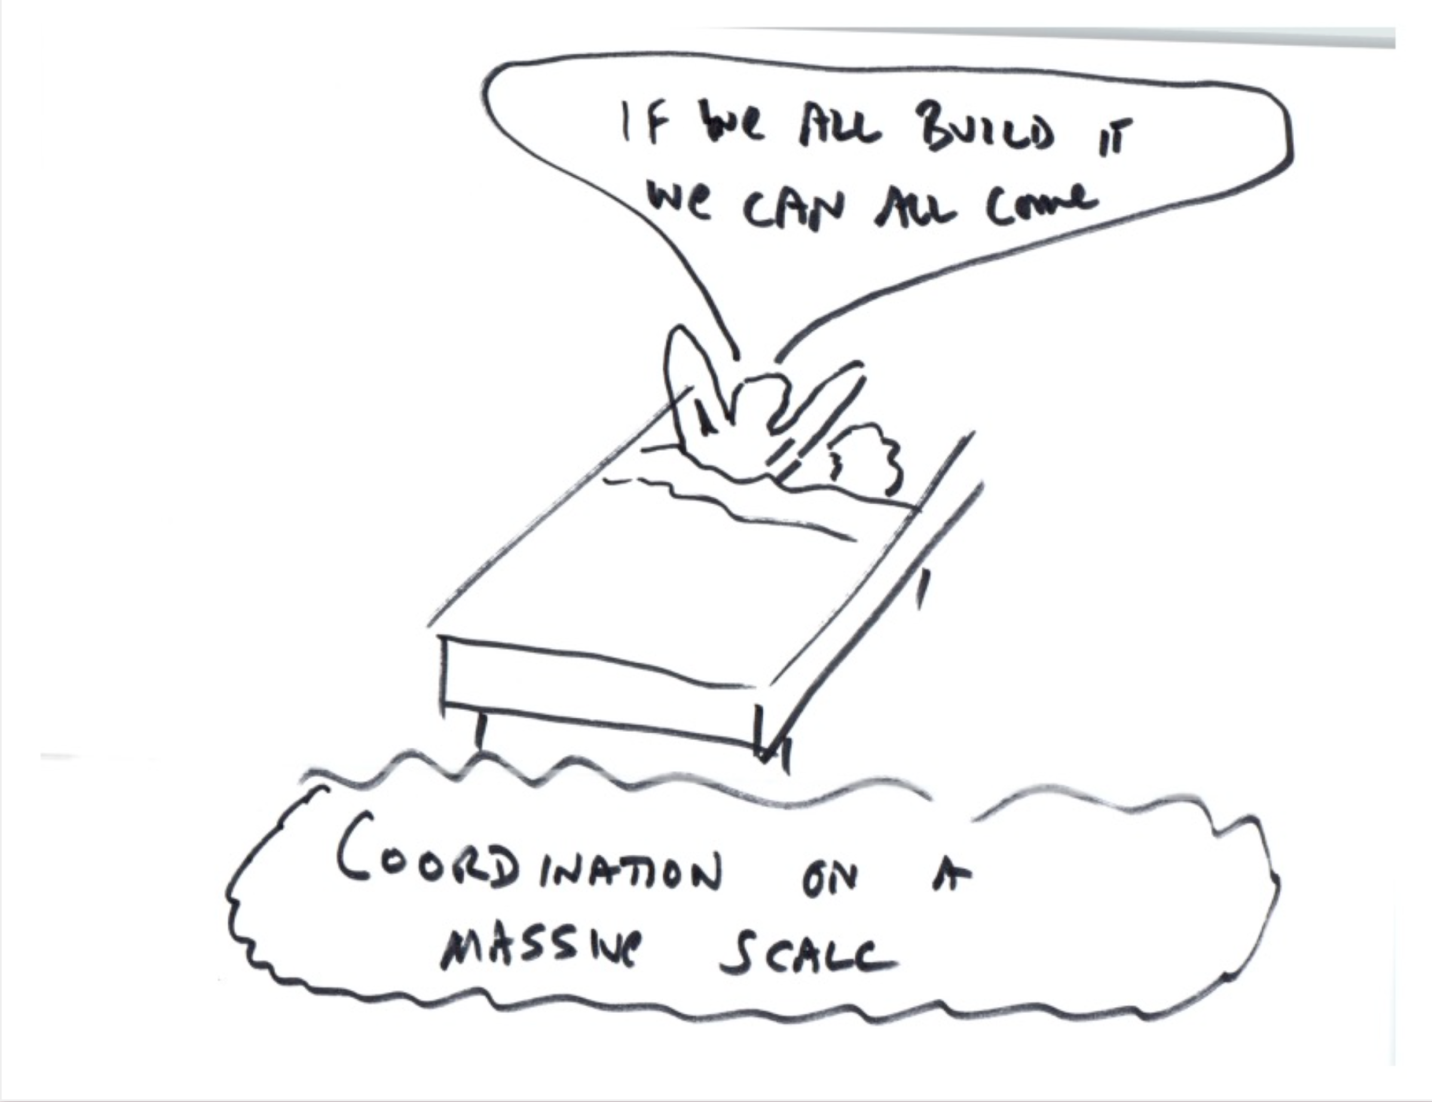 IF WE ALL BUILD IT
WE CAN ALL COME
COORDINATION ON A
MASSIVE SCALE